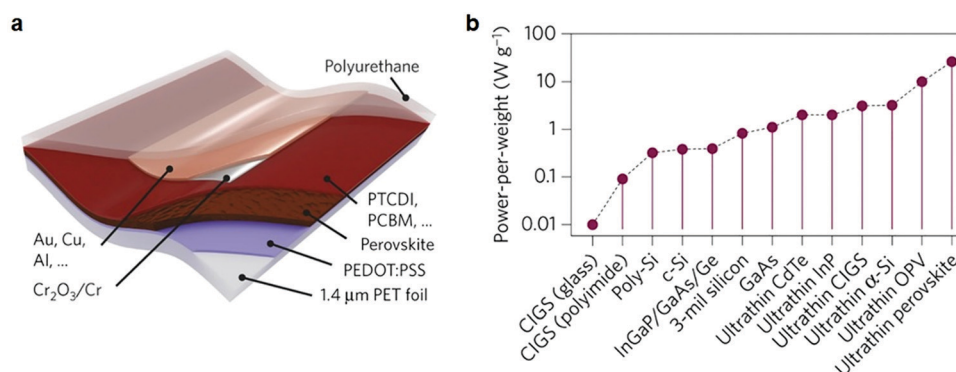 a
Polyurethane
Au, Cu,
Al, ...
Cr₂O₃/Cr
PTCDI,
PCBM, ...
Perovskite
PEDOT:PSS
1.4 μm PET foil
b
Power-per-weight (W g⁻¹)
100
10
1
0.1
0.01
CIGS (glass)
CIGS (polyimide)
Poly-Si
c-Si
InGaP/GaAs/Ge
3-mil silicon
GaAs
Ultrathin CdTe
Ultrathin InP
Ultrathin CIGS
Ultrathin α-Si
Ultrathin OPV
Ultrathin perovskite